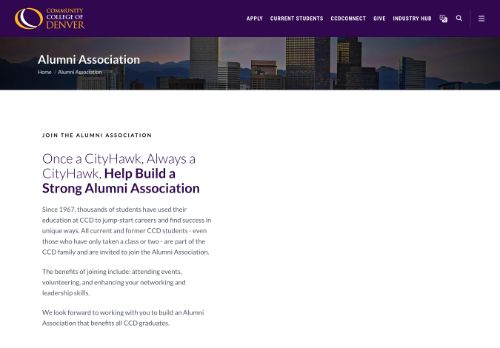 COMMUNITY
COLLEGE OF
DENVER
APPLY CURRENT STUDENTS CCDCONNECT GIVE INDUSTRY HUB
Alumni Association
Home / Alumni Association
JOIN THE ALUMNI ASSOCIATION
Once a CityHawk, Always a
CityHawk, Help Build a
Strong Alumni Association
Since 1967, thousands of students have used their
education at CCD to jump-start careers and find success in
unique ways. All current and former CCD students - even
those who have only taken a class or two - are part of the
CCD family and are invited to join the Alumni Association.
The benefits of joining include: attending events,
volunteering, and enhancing your networking and
leadership skills.
We look forward to working with you to build an Alumni
Association that benefits all CCD graduates.